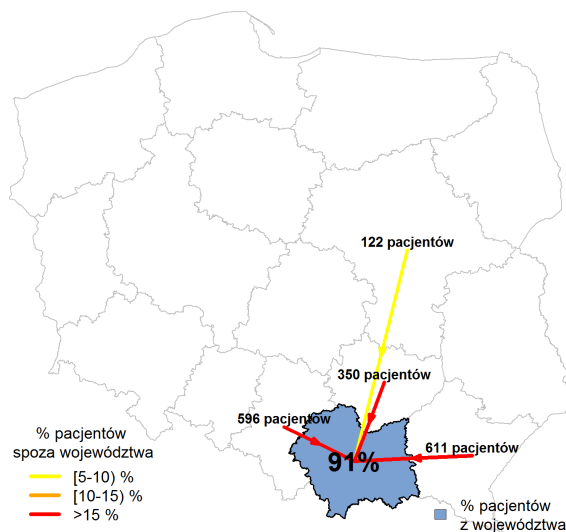 122 pacjentów
350 pacjentów
596 pacjentów
611 pacjentów
91%
% pacjentów
spoza województwa
[5-10) %
[10-15) %
>15 %
% pacjentów
z województwa